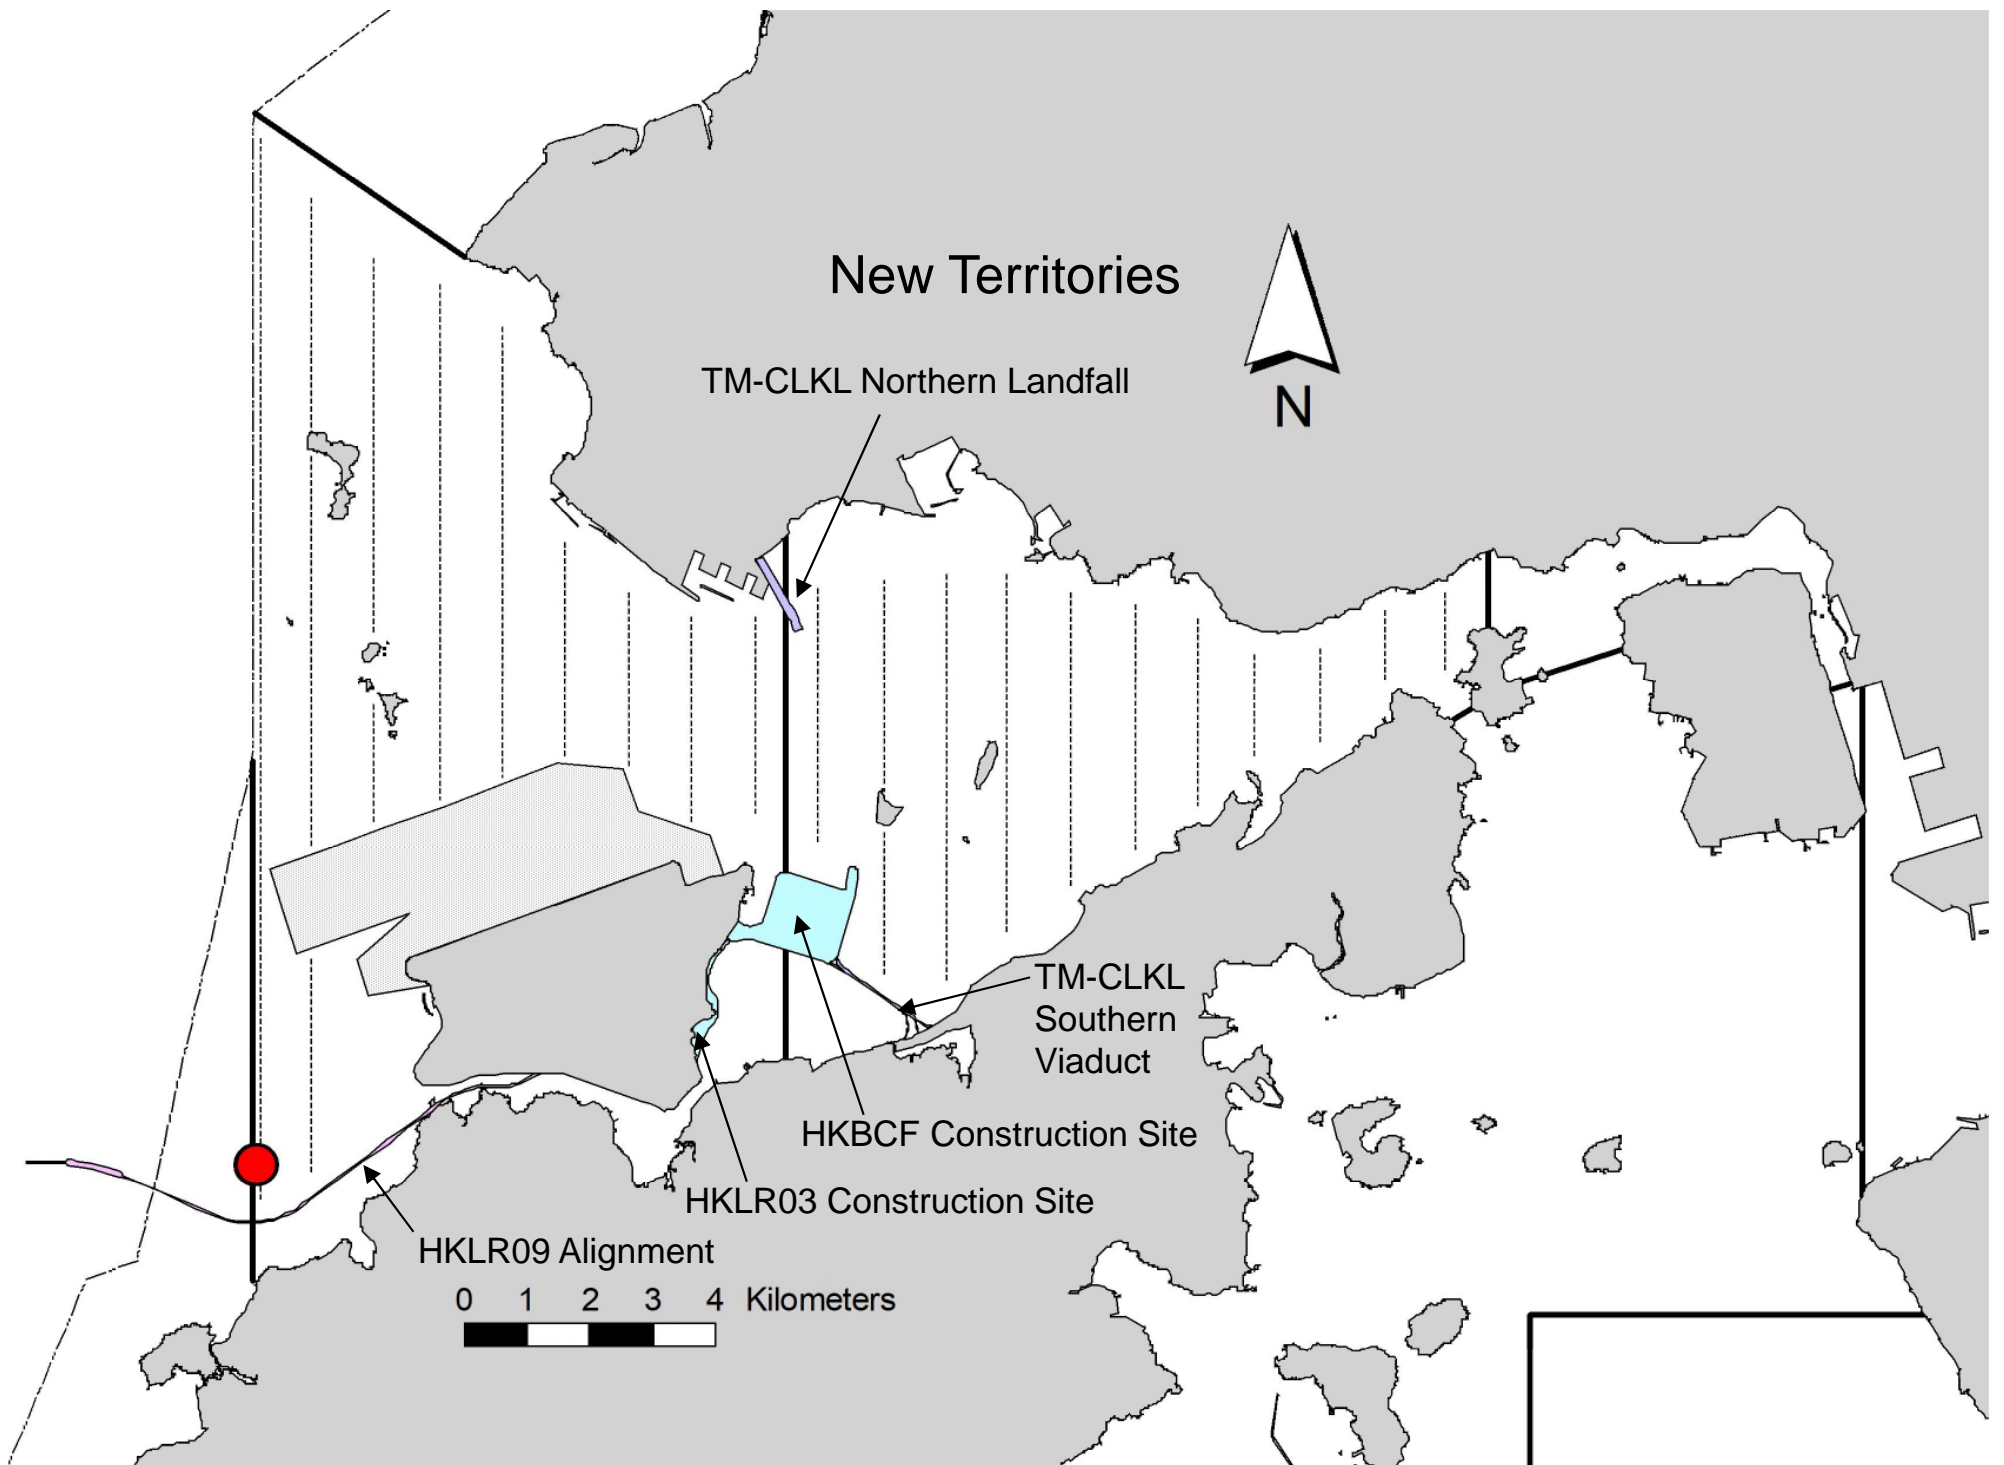 New Territories
TM-CLKL Northern Landfall
N
TM-CLKL
Southern
Viaduct
HKBCF Construction Site
HKLR03 Construction Site
HKLR09 Alignment
0 1 2 3 4 Kilometers